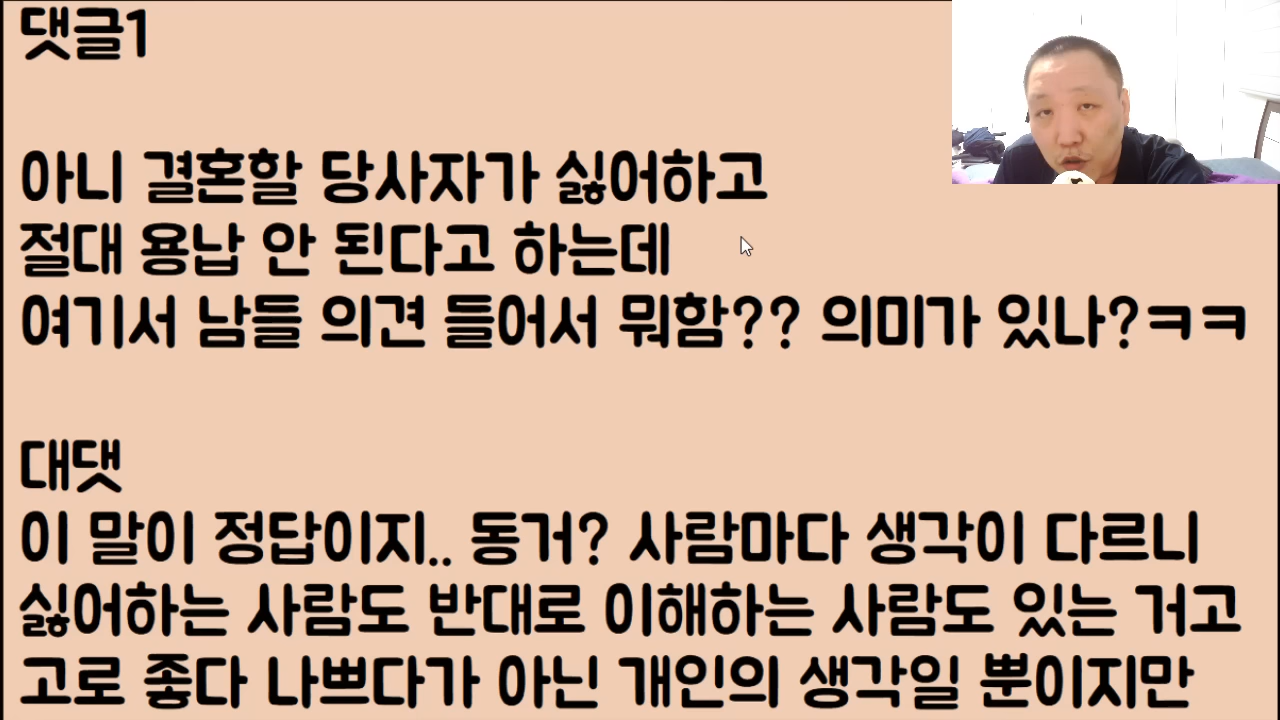 댓글1
아니 결혼할 당사자가 싫어하고
절대 용납 안 된다고 하는데
여기서 남들 의견 들어서 뭐함?? 의미가 있나?ㅋㅋ
대댓
이 말이 정답이지.. 동거? 사람마다 생각이 다르니
싫어하는 사람도 반대로 이해하는 사람도 있는 거고
고로 좋다 나쁘다가 아닌 개인의 생각일 뿐이지만